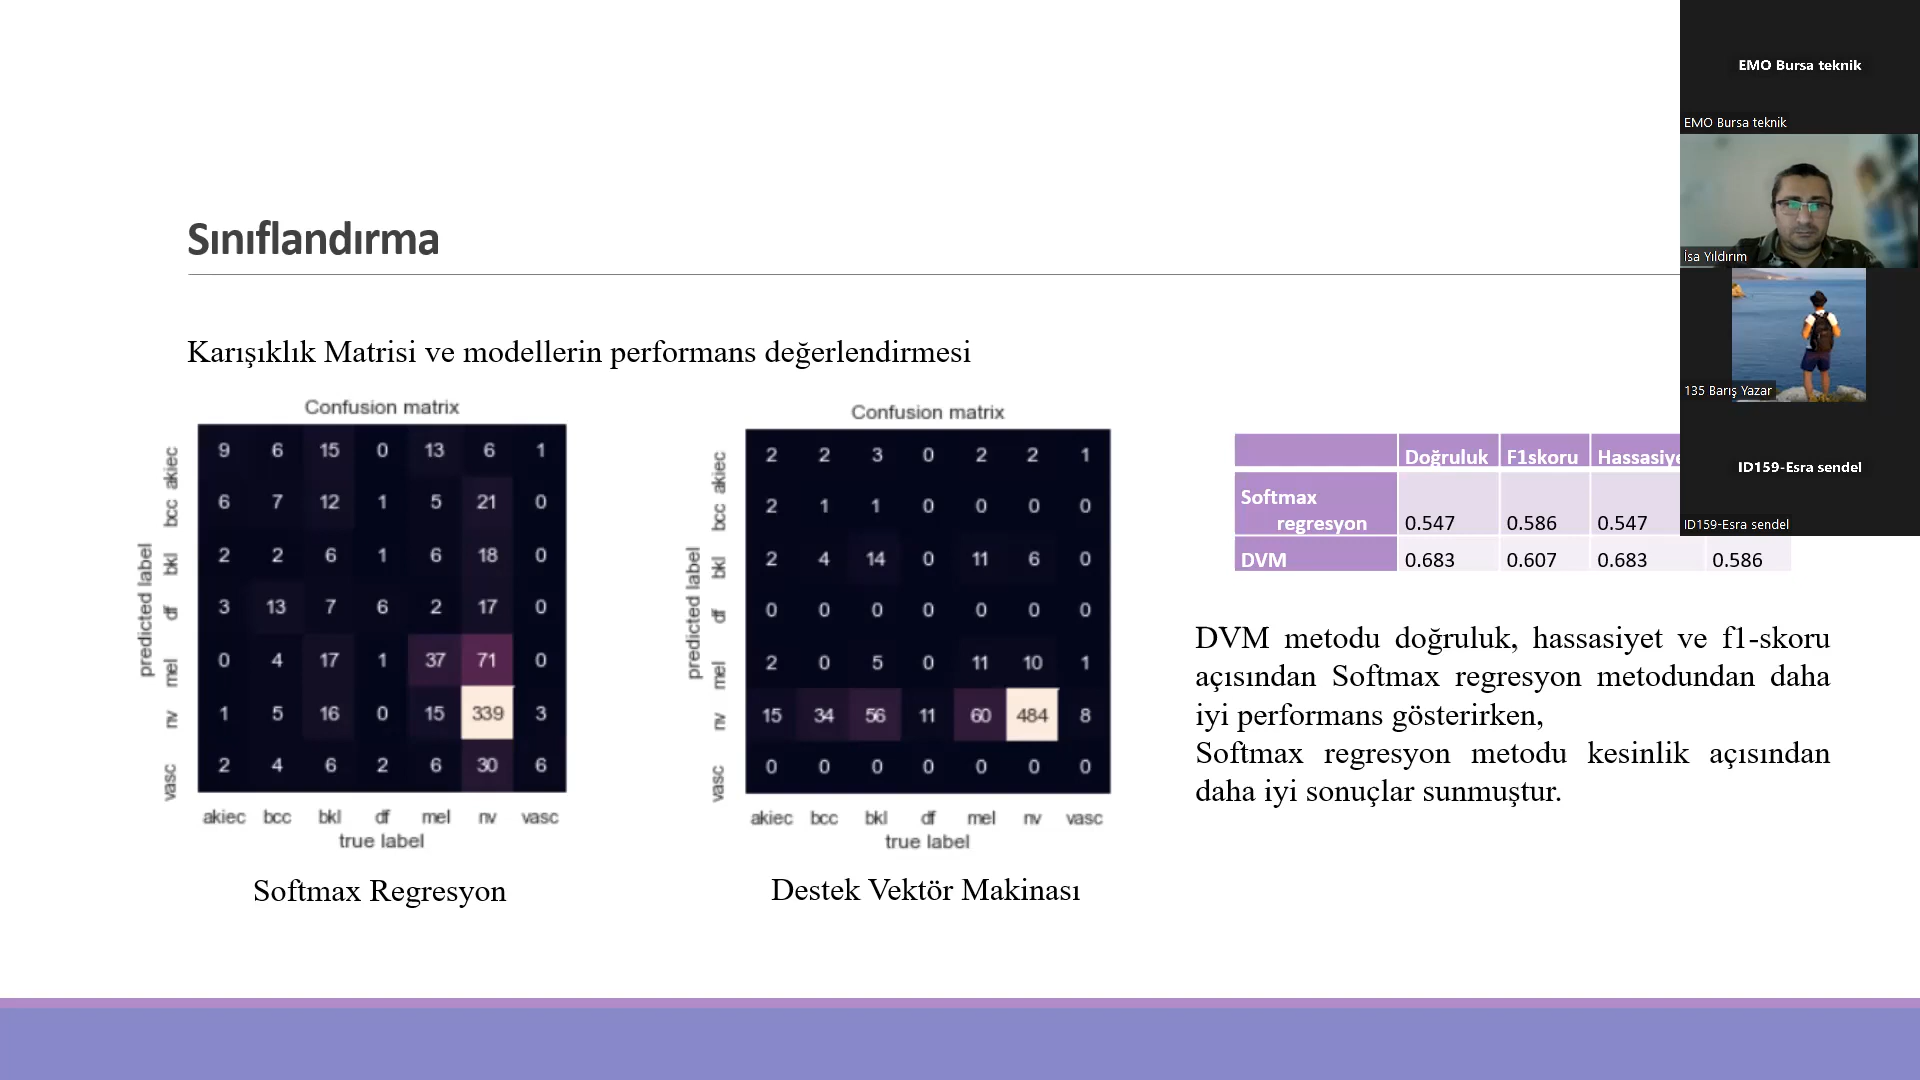 EMO Bursa teknik
EMO Bursa teknik
İsa Yıldırım
135 Barış Yazar
ID159-Esra sendel
ID159-Esra sendel
Sınıflandırma
Karışıklık Matrisi ve modellerin performans değerlendirmesi
Confusion matrix
predicted label
akiec 9 6 15 0 13 6 1
bcc 6 7 12 1 5 21 0
bkl 2 2 6 1 6 18 0
df 3 13 7 6 2 17 0
mel 0 4 17 1 37 71 0
nv 1 5 16 0 15 339 3
vasc 2 4 6 2 6 30 6
akiec bcc bkl df mel nv vasc
true label
Softmax Regresyon
Confusion matrix
predicted label
akiec 2 2 3 0 2 2 1
bcc 2 1 1 0 0 0 0
bkl 2 4 14 0 11 6 0
df 0 0 0 0 0 0 0
mel 2 0 5 0 11 10 1
nv 15 34 56 11 60 484 8
vasc 0 0 0 0 0 0 0
akiec bcc bkl df mel nv vasc
true label
Destek Vektör Makinası
Doğruluk F1skoru
Softmax
regresyon 0.547 0.586 0.547
DVM 0.683 0.607 0.683 0.586
DVM metodu doğruluk, hassasiyet ve f1-skoru
açısından Softmax regresyon metodundan daha
iyi performans gösterirken,
Softmax regresyon metodu kesinlik açısından
daha iyi sonuçlar sunmuştur.